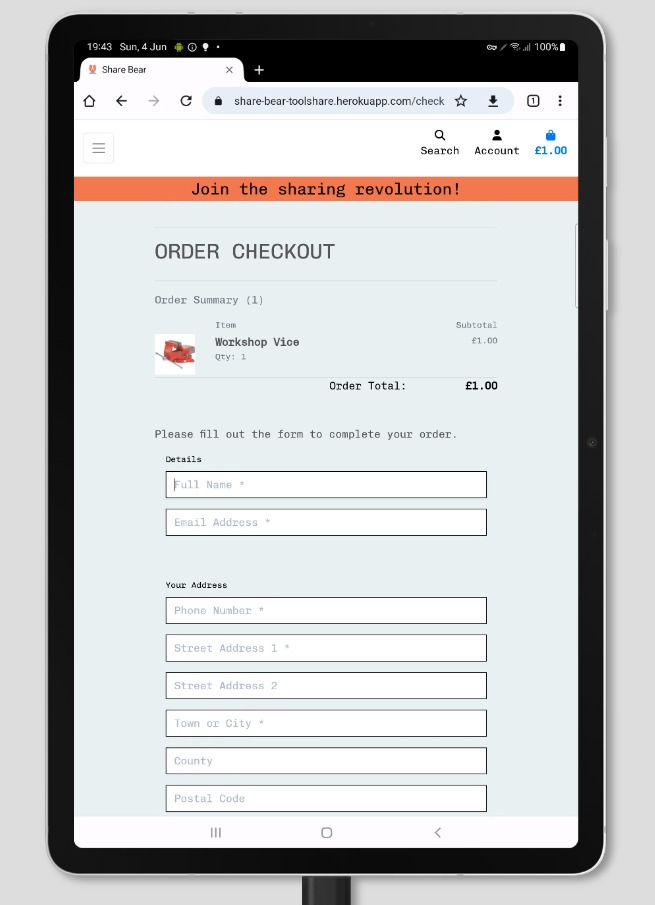 19:43 Sun, 4 Jun 100%
Share Bear
share-bear-toolshare.herokuapp.com/check
1
Search Account £1.00
Join the sharing revolution!
ORDER CHECKOUT
Order Summary (1)
Item Subtotal
Workshop Vice £1.00
Qty: 1
Order Total: £1.00
Please fill out the form to complete your order.
Details
Full Name *
Email Address *
Your Address
Phone Number *
Street Address 1 *
Street Address 2
Town or City *
County
Postal Code